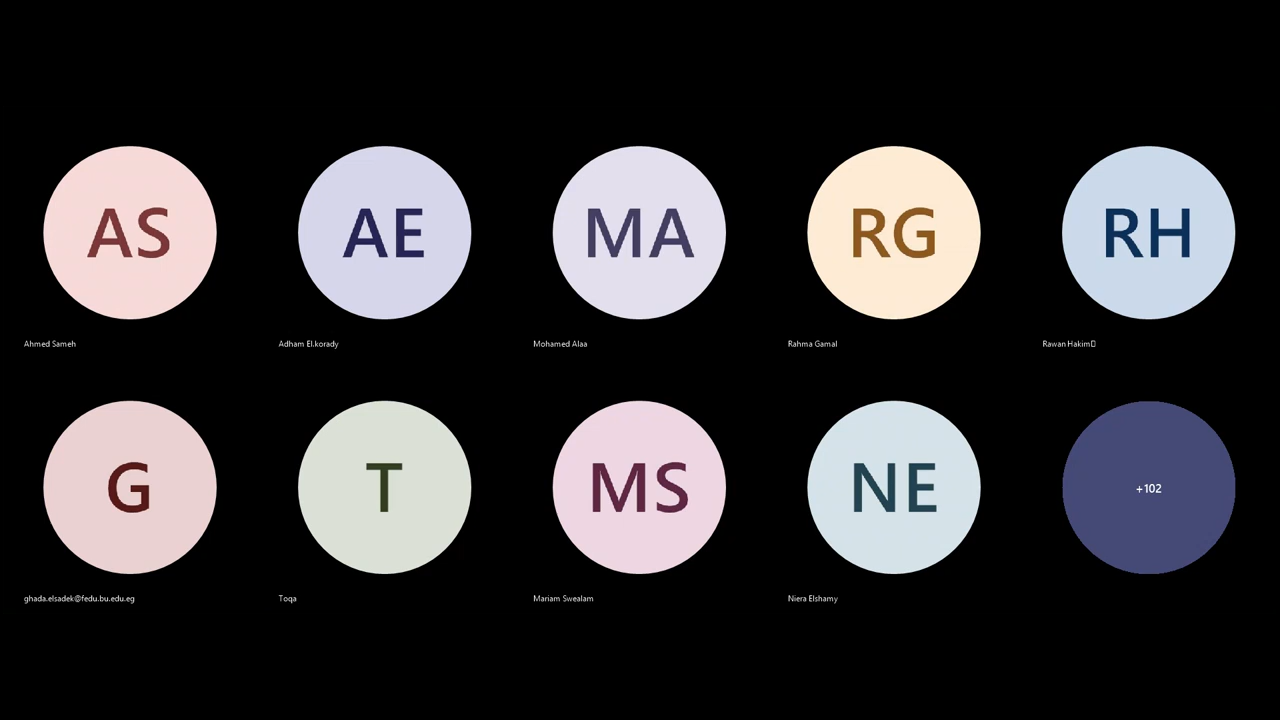 AS
AE
MA
RG
RH
Ahmed Sameh
Adham El.korady
Mohamed Alaa
Rahma Gamal
Rawan Hakim
G
T
MS
NE
+102
ghada.elsadek@fedu.bu.edu.eg
Toqa
Mariam Swealam
Niera Elshamy